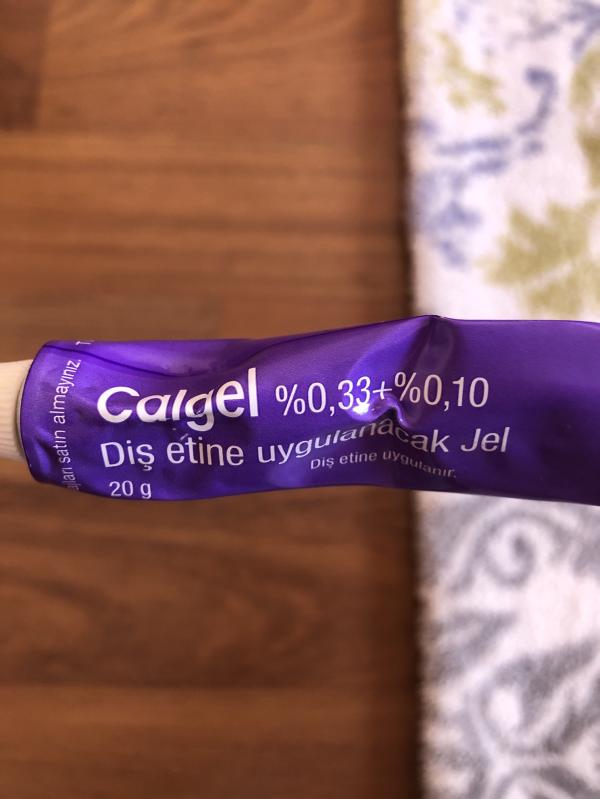 Calgel %0,33+%0,10
Diş etine uygulanacak Jel
Diş etine uygulanır.
20 g
satın almayınız.